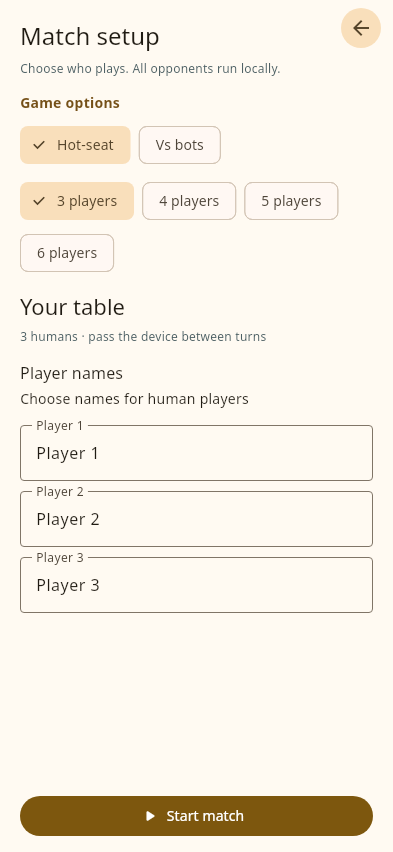 Match setup
Choose who plays. All opponents run locally.
Game options
Hot-seat
Vs bots
3 players
4 players
5 players
6 players
Your table
3 humans · pass the device between turns
Player names
Choose names for human players
Player 1
Player 1
Player 2
Player 2
Player 3
Player 3
Start match